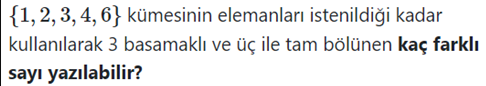 {1, 2, 3, 4, 6} kümesinin elemanları istenildiği kadar
kullanılarak 3 basamaklı ve üç ile tam bölünen kaç farklı
sayı yazılabilir?